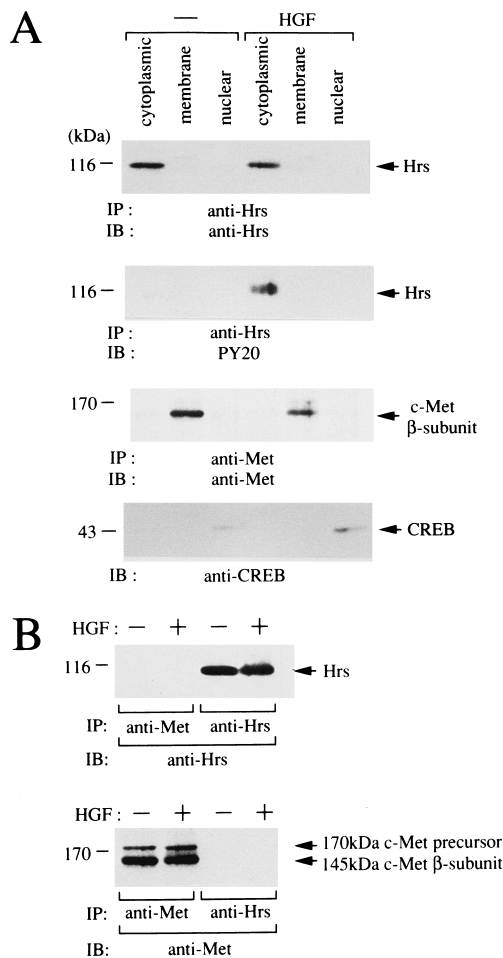 A
— HGF
cytoplasmic membrane nuclear cytoplasmic membrane nuclear
(kDa)
116 — Hrs
IP : anti-Hrs
IB : anti-Hrs
116 — Hrs
IP : anti-Hrs
IB : PY20
170 — c-Met
β-subunit
IP : anti-Met
IB : anti-Met
43 — CREB
IB : anti-CREB
B
HGF : — + — +
116 — Hrs
IP: anti-Met anti-Hrs
IB: anti-Hrs
HGF : — + — +
170kDa c-Met precursor
170 — 145kDa c-Met β-subunit
IP: anti-Met anti-Hrs
IB: anti-Met